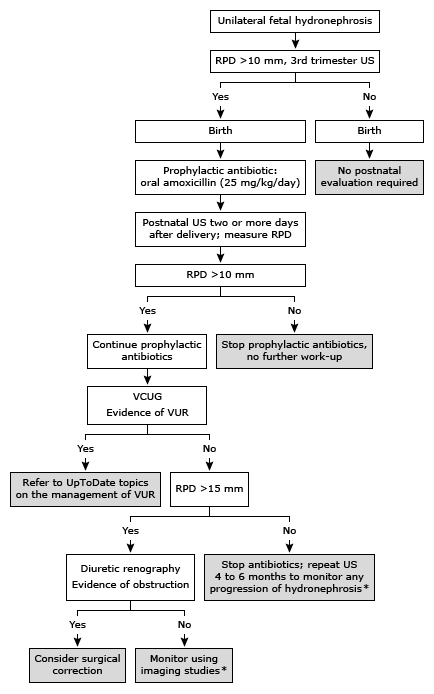 Unilateral fetal hydronephrosis
RPD >10 mm, 3rd trimester US
Yes
No
Birth
Birth
Prophylactic antibiotic:
oral amoxicillin (25 mg/kg/day)
No postnatal
evaluation required
Postnatal US two or more days
after delivery; measure RPD
RPD >10 mm
Yes
No
Continue prophylactic
antibiotics
Stop prophylactic antibiotics,
no further work-up
VCUG
Evidence of VUR
Yes
No
Refer to UpToDate topics
on the management of VUR
RPD >15 mm
Yes
No
Diuretic renography
Evidence of obstruction
Stop antibiotics; repeat US
4 to 6 months to monitor any
progression of hydronephrosis*
Yes
No
Consider surgical
correction
Monitor using
imaging studies*